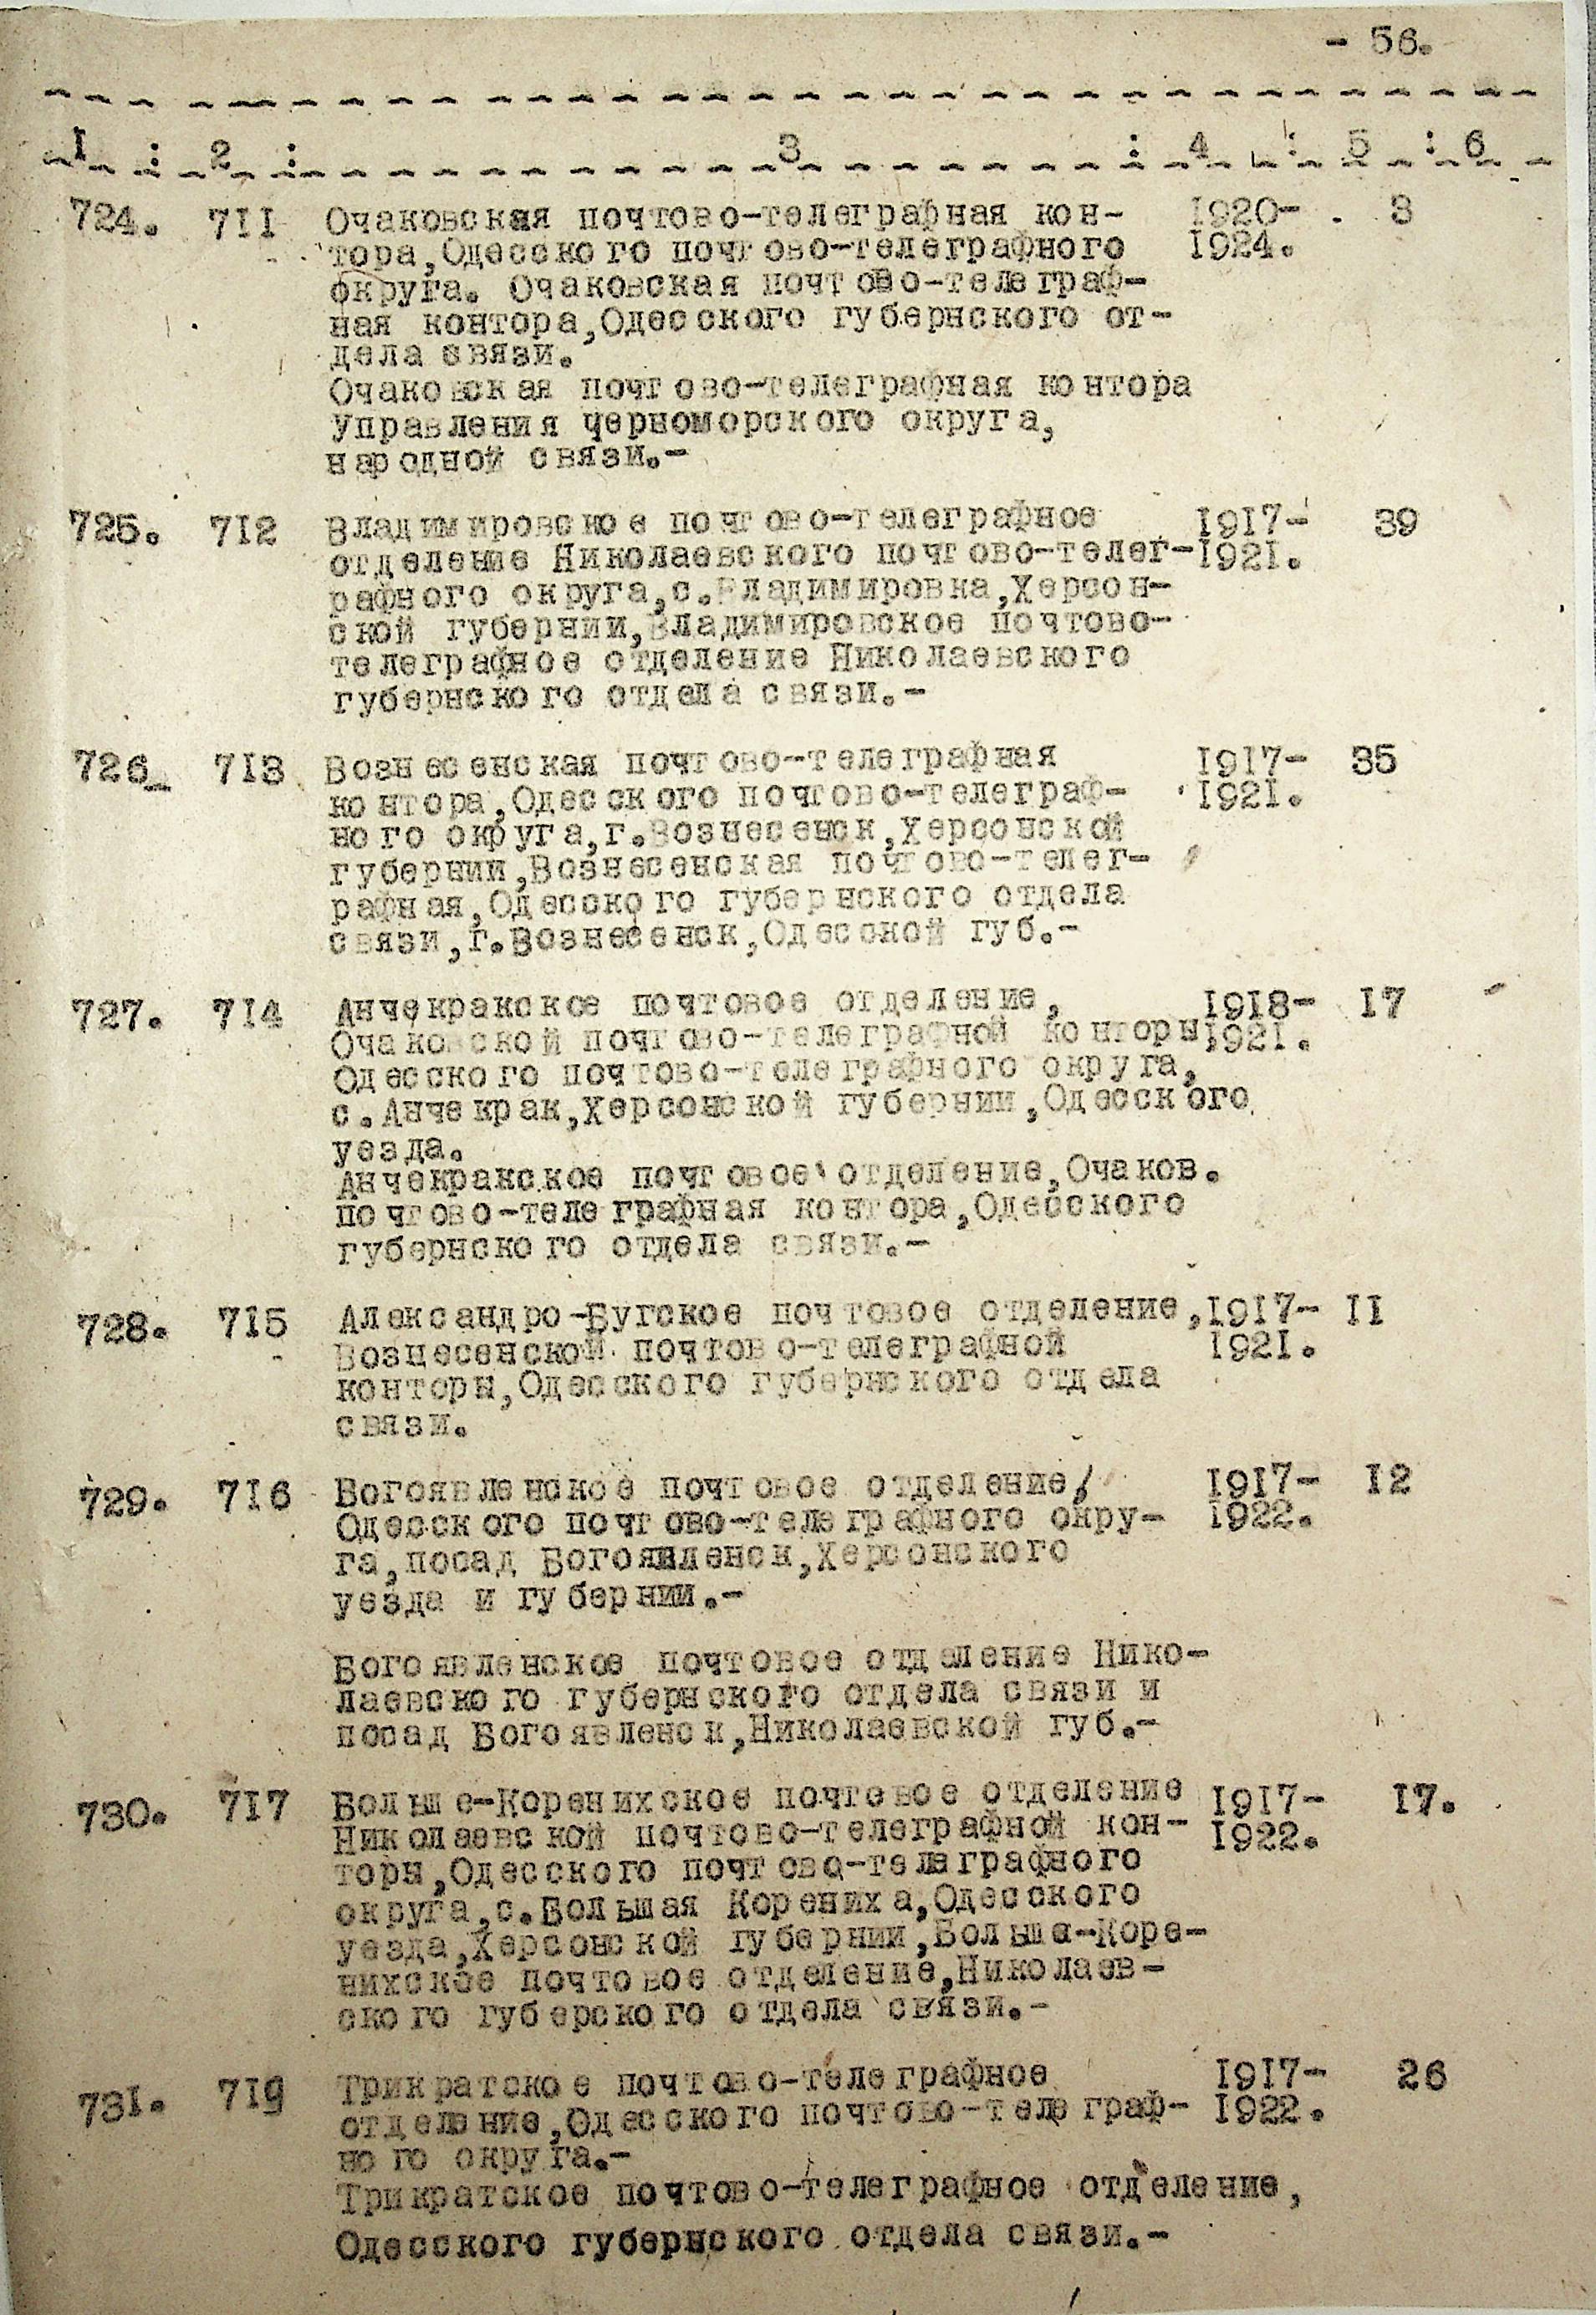 - 56.
1 : 2 : 3 : 4 : 5 : 6
724. 711 Очаковская почтово-телеграфная кон- 1920- . 3
тора,Одесского почтово-телеграфного 1924.
округа. Очаковская почтово-телеграф-
ная контора,Одесского губернского от-
дела связи.
Очаковская почтово-телеграфная контора
Управления черноморского округа,
народной связи.-
725. 712 Владимировское почтово-телеграфное 1917- 39
отделение Николаевского почтово-телег- 1921.
рафного округа,с.Владимировка,Херсон-
ской губернии,Владимировское почтово-
телеграфное отделение Николаевского
губернского отдела связи.-
726 713 Вознесенская почтово-телеграфная 1917- 35
контора,Одесского почтово-телеграф- 1921.
ного округа,г.Вознесенск,Херсонской
губернии,Вознесенская почтово-телег-
рафная,Одесского губернского отдела
связи,г.Вознесенск,Одесской губ.-
727. 714 Анчекракское почтовое отделение, 1918- 17
Очаковской почтово-телеграфной конторы 1921.
Одесского почтово-телеграфного округа,
с.Анчекрак,Херсонской губернии,Одесского
уезда.
Анчекракское почтовое отделение,Очаков.
почтово-телеграфная контора,Одесского
губернского отдела связи.-
728. 715 Александро-Бугское почтовое отделение, 1917- 11
Вознесенской почтово-телеграфной 1921.
конторы,Одесского губернского отдела
связи.
729. 716 Богоявленское почтовое отделение, 1917- 12
Одесского почтово-телеграфного окру- 1922.
га,посад Богоявленск,Херсонского
уезда и губернии.-
Богоявленское почтовое отделение Нико-
лаевского губернского отдела связи и
посад Богоявленск,Николаевской губ.-
730. 717 Больше-Коренихское почтовое отделение 1917- 17.
Николаевской почтово-телеграфной кон- 1922.
торы,Одесского почтово-телеграфного
округа,с.Большая Корениха,Одесского
уезда,Херсонской губернии,Больше-Коре-
нихское почтовое отделение,Николаев-
ского губерского отдела связи.-
731. 719 Трикратское почтово-телеграфное 1917- 26
отделение,Одесского почтово-телеграф- 1922.
ного округа.-
Трикратское почтово-телеграфное отделение,
Одесского губернского отдела связи.-